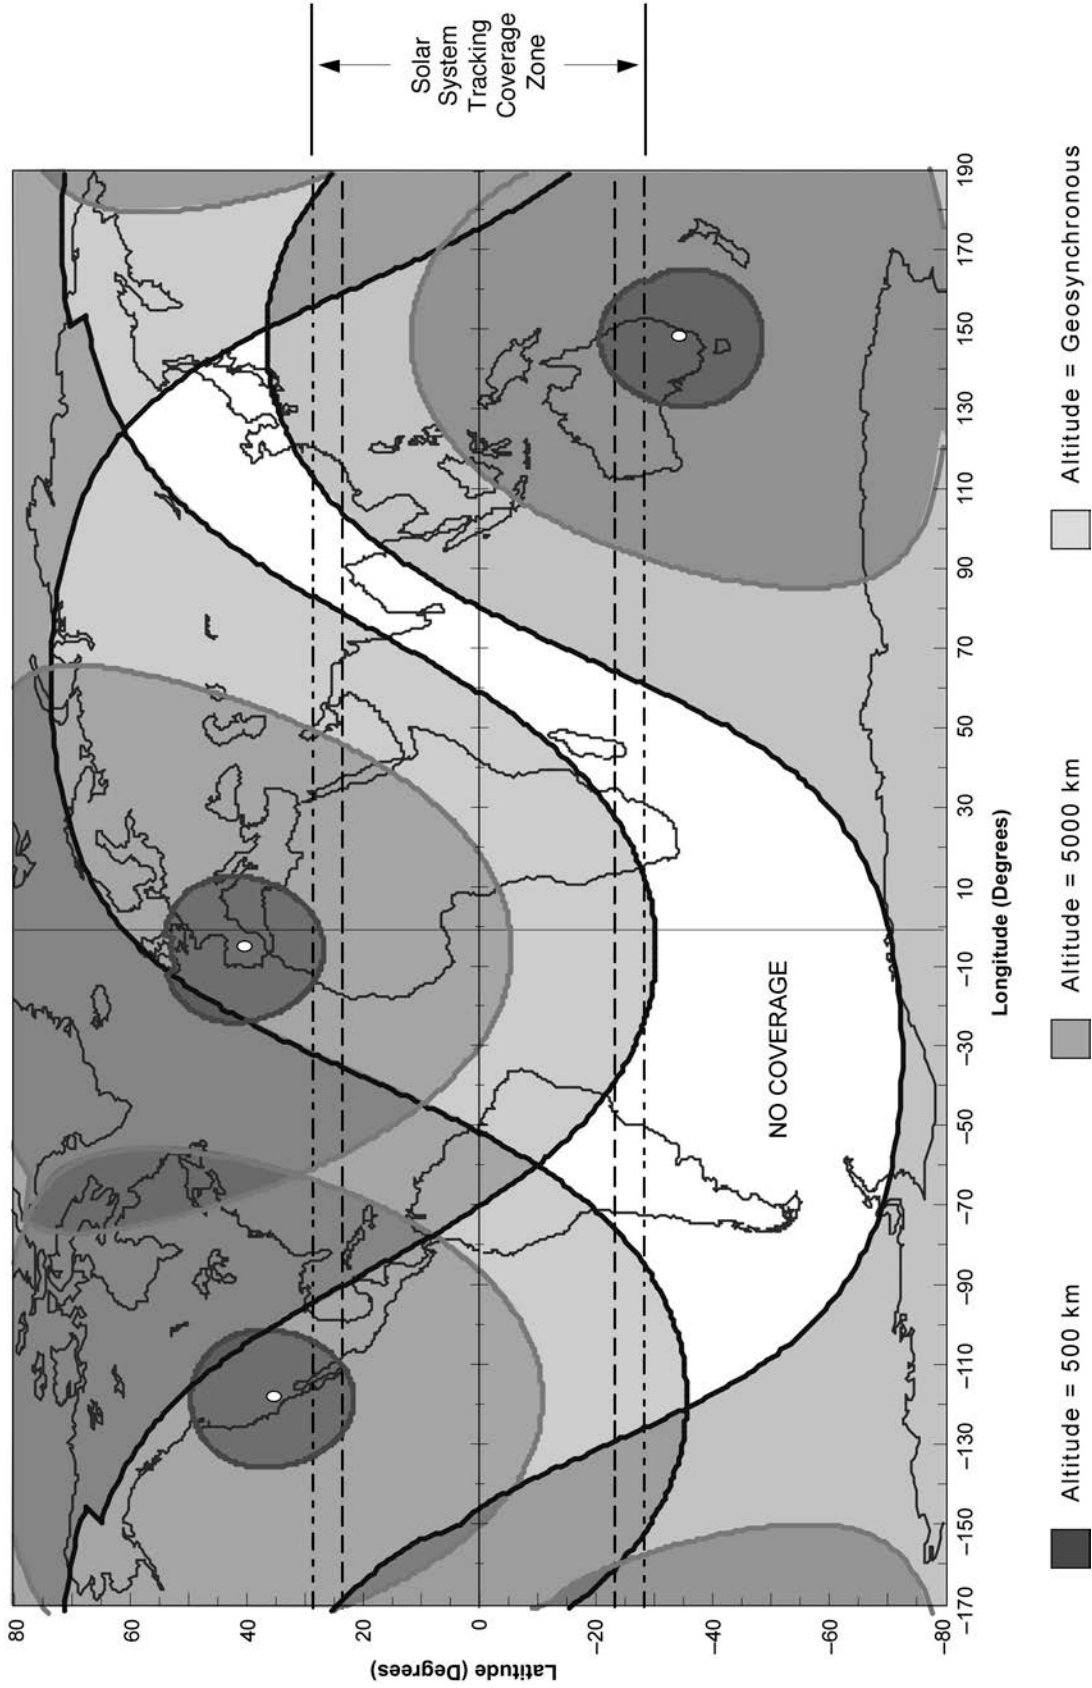 Solar
System
Tracking
Coverage
Zone
80
60
40
20
0
−20
−40
−60
−80
Latitude (Degrees)
NO COVERAGE
−170
−150
−130
−110
−90
−70
−50
−30
−10
10
30
50
70
90
110
130
150
170
190
Longitude (Degrees)
Altitude = 500 km
Altitude = 5000 km
Altitude = Geosynchronous